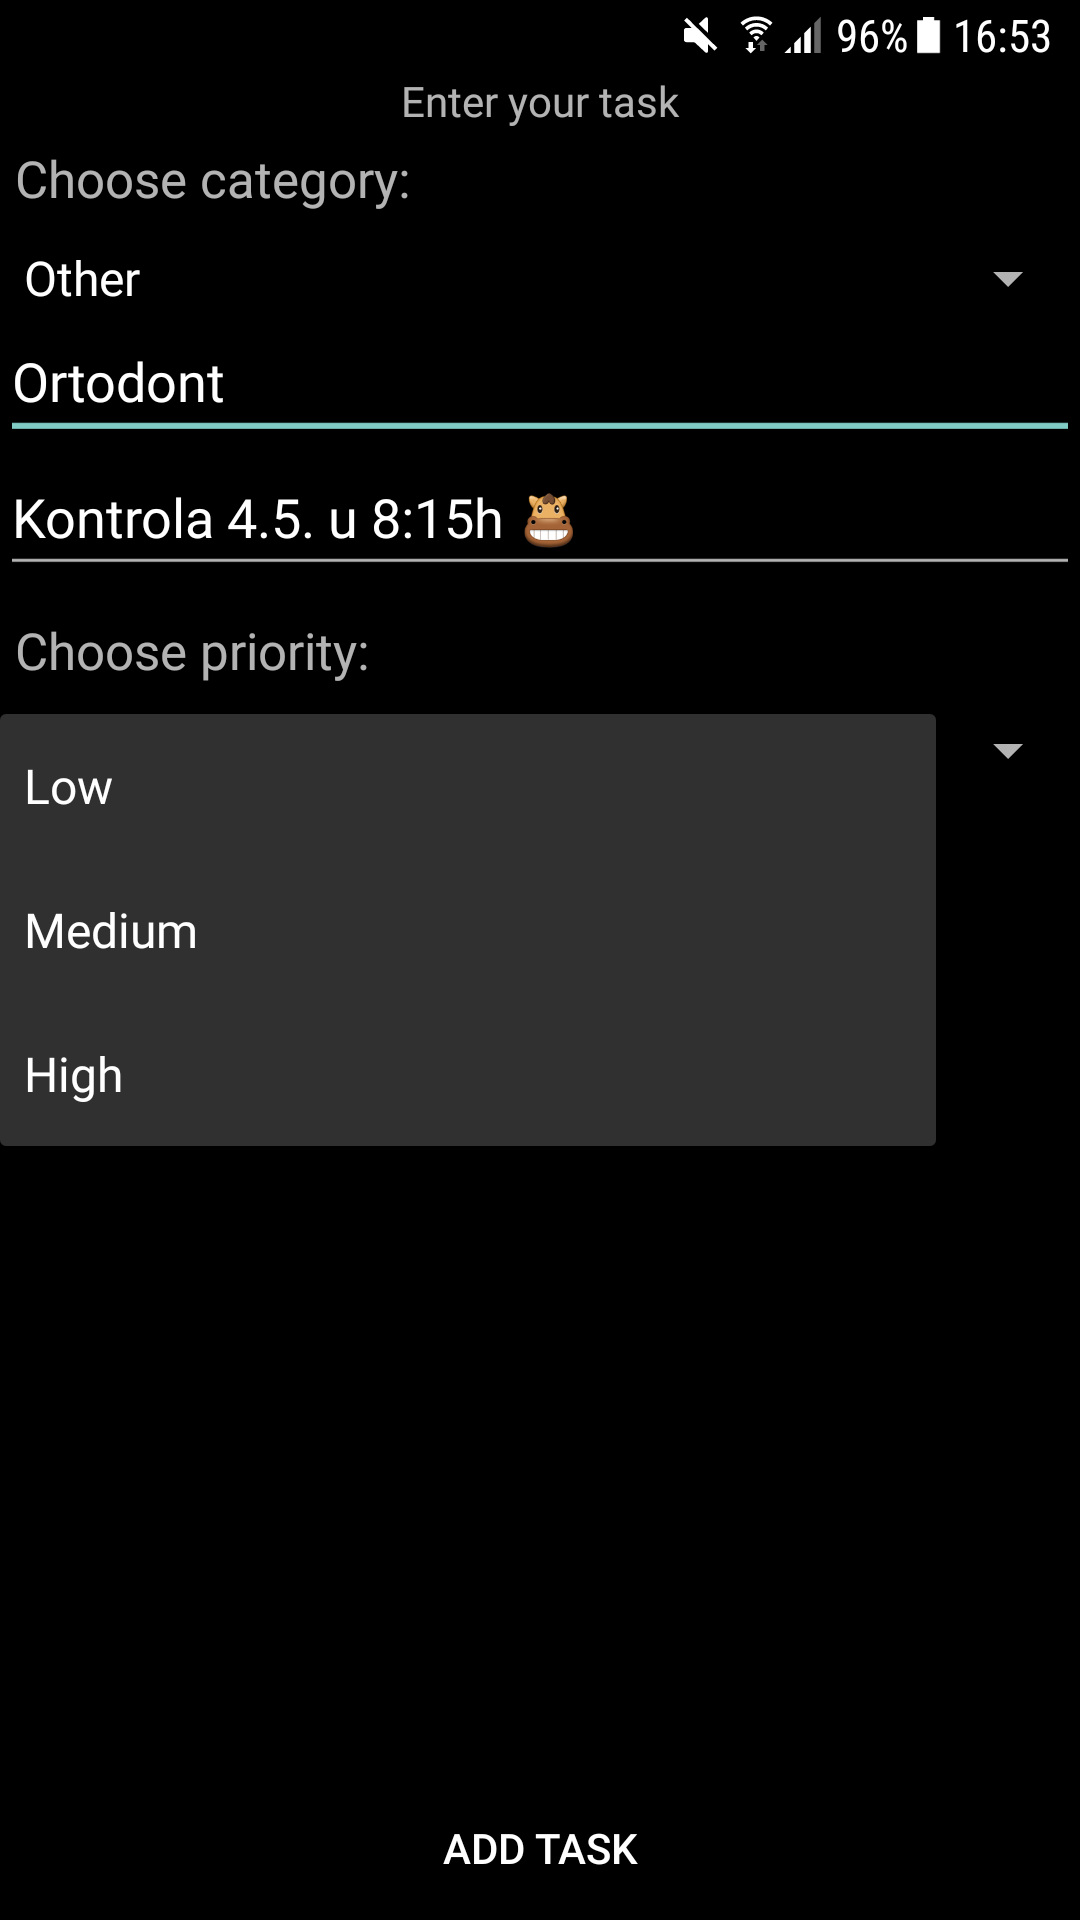 96% 16:53
Enter your task
Choose category:
Other
Ortodont
Kontrola 4.5. u 8:15h
Choose priority:
Low
Medium
High
ADD TASK